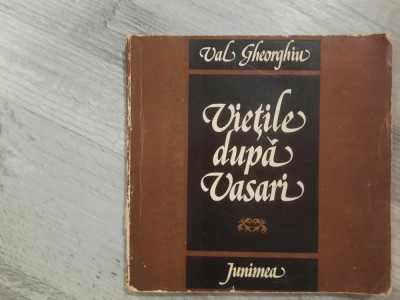 Val Gheorghiu
Viețile
după
Vasari
Junimea